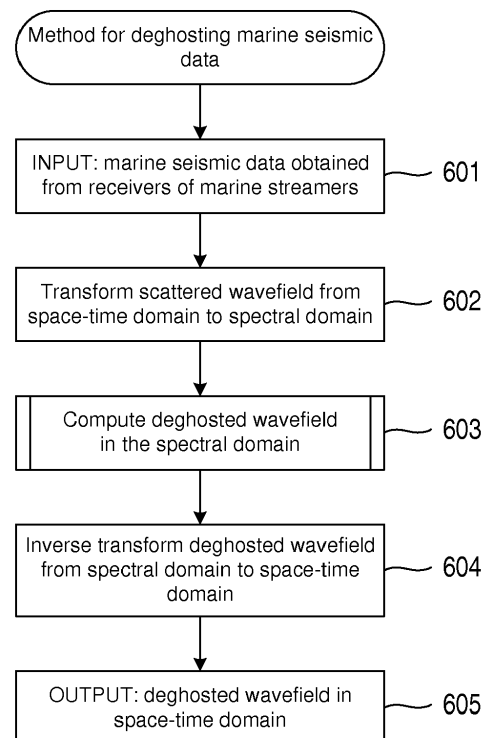 Method for deghosting marine seismic
data
INPUT: marine seismic data obtained
from receivers of marine streamers
601
Transform scattered wavefield from
space-time domain to spectral domain
602
Compute deghosted wavefield
in the spectral domain
603
Inverse transform deghosted wavefield
from spectral domain to space-time
domain
604
OUTPUT: deghosted wavefield in
space-time domain
605